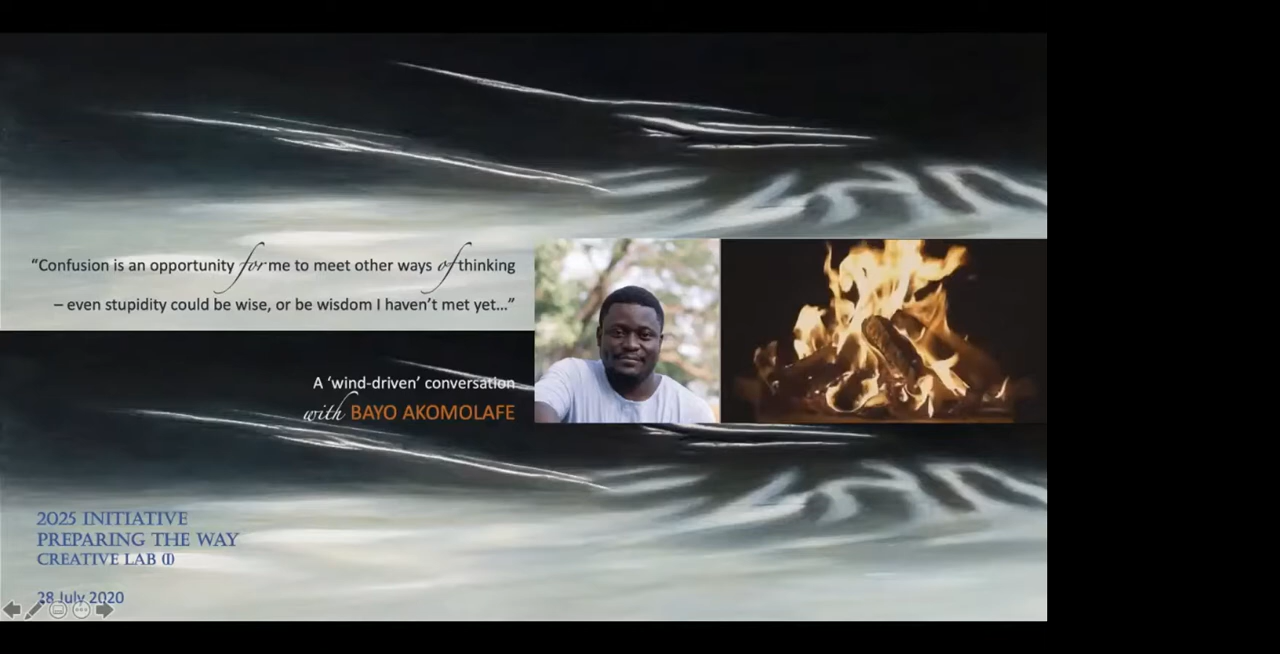 “Confusion is an opportunity for me to meet other ways of thinking
– even stupidity could be wise, or be wisdom I haven’t met yet…”
A ‘wind-driven’ conversation
with BAYO AKOMOLAFE
2025 INITIATIVE
PREPARING THE WAY
CREATIVE LAB (I)
28 July 2020